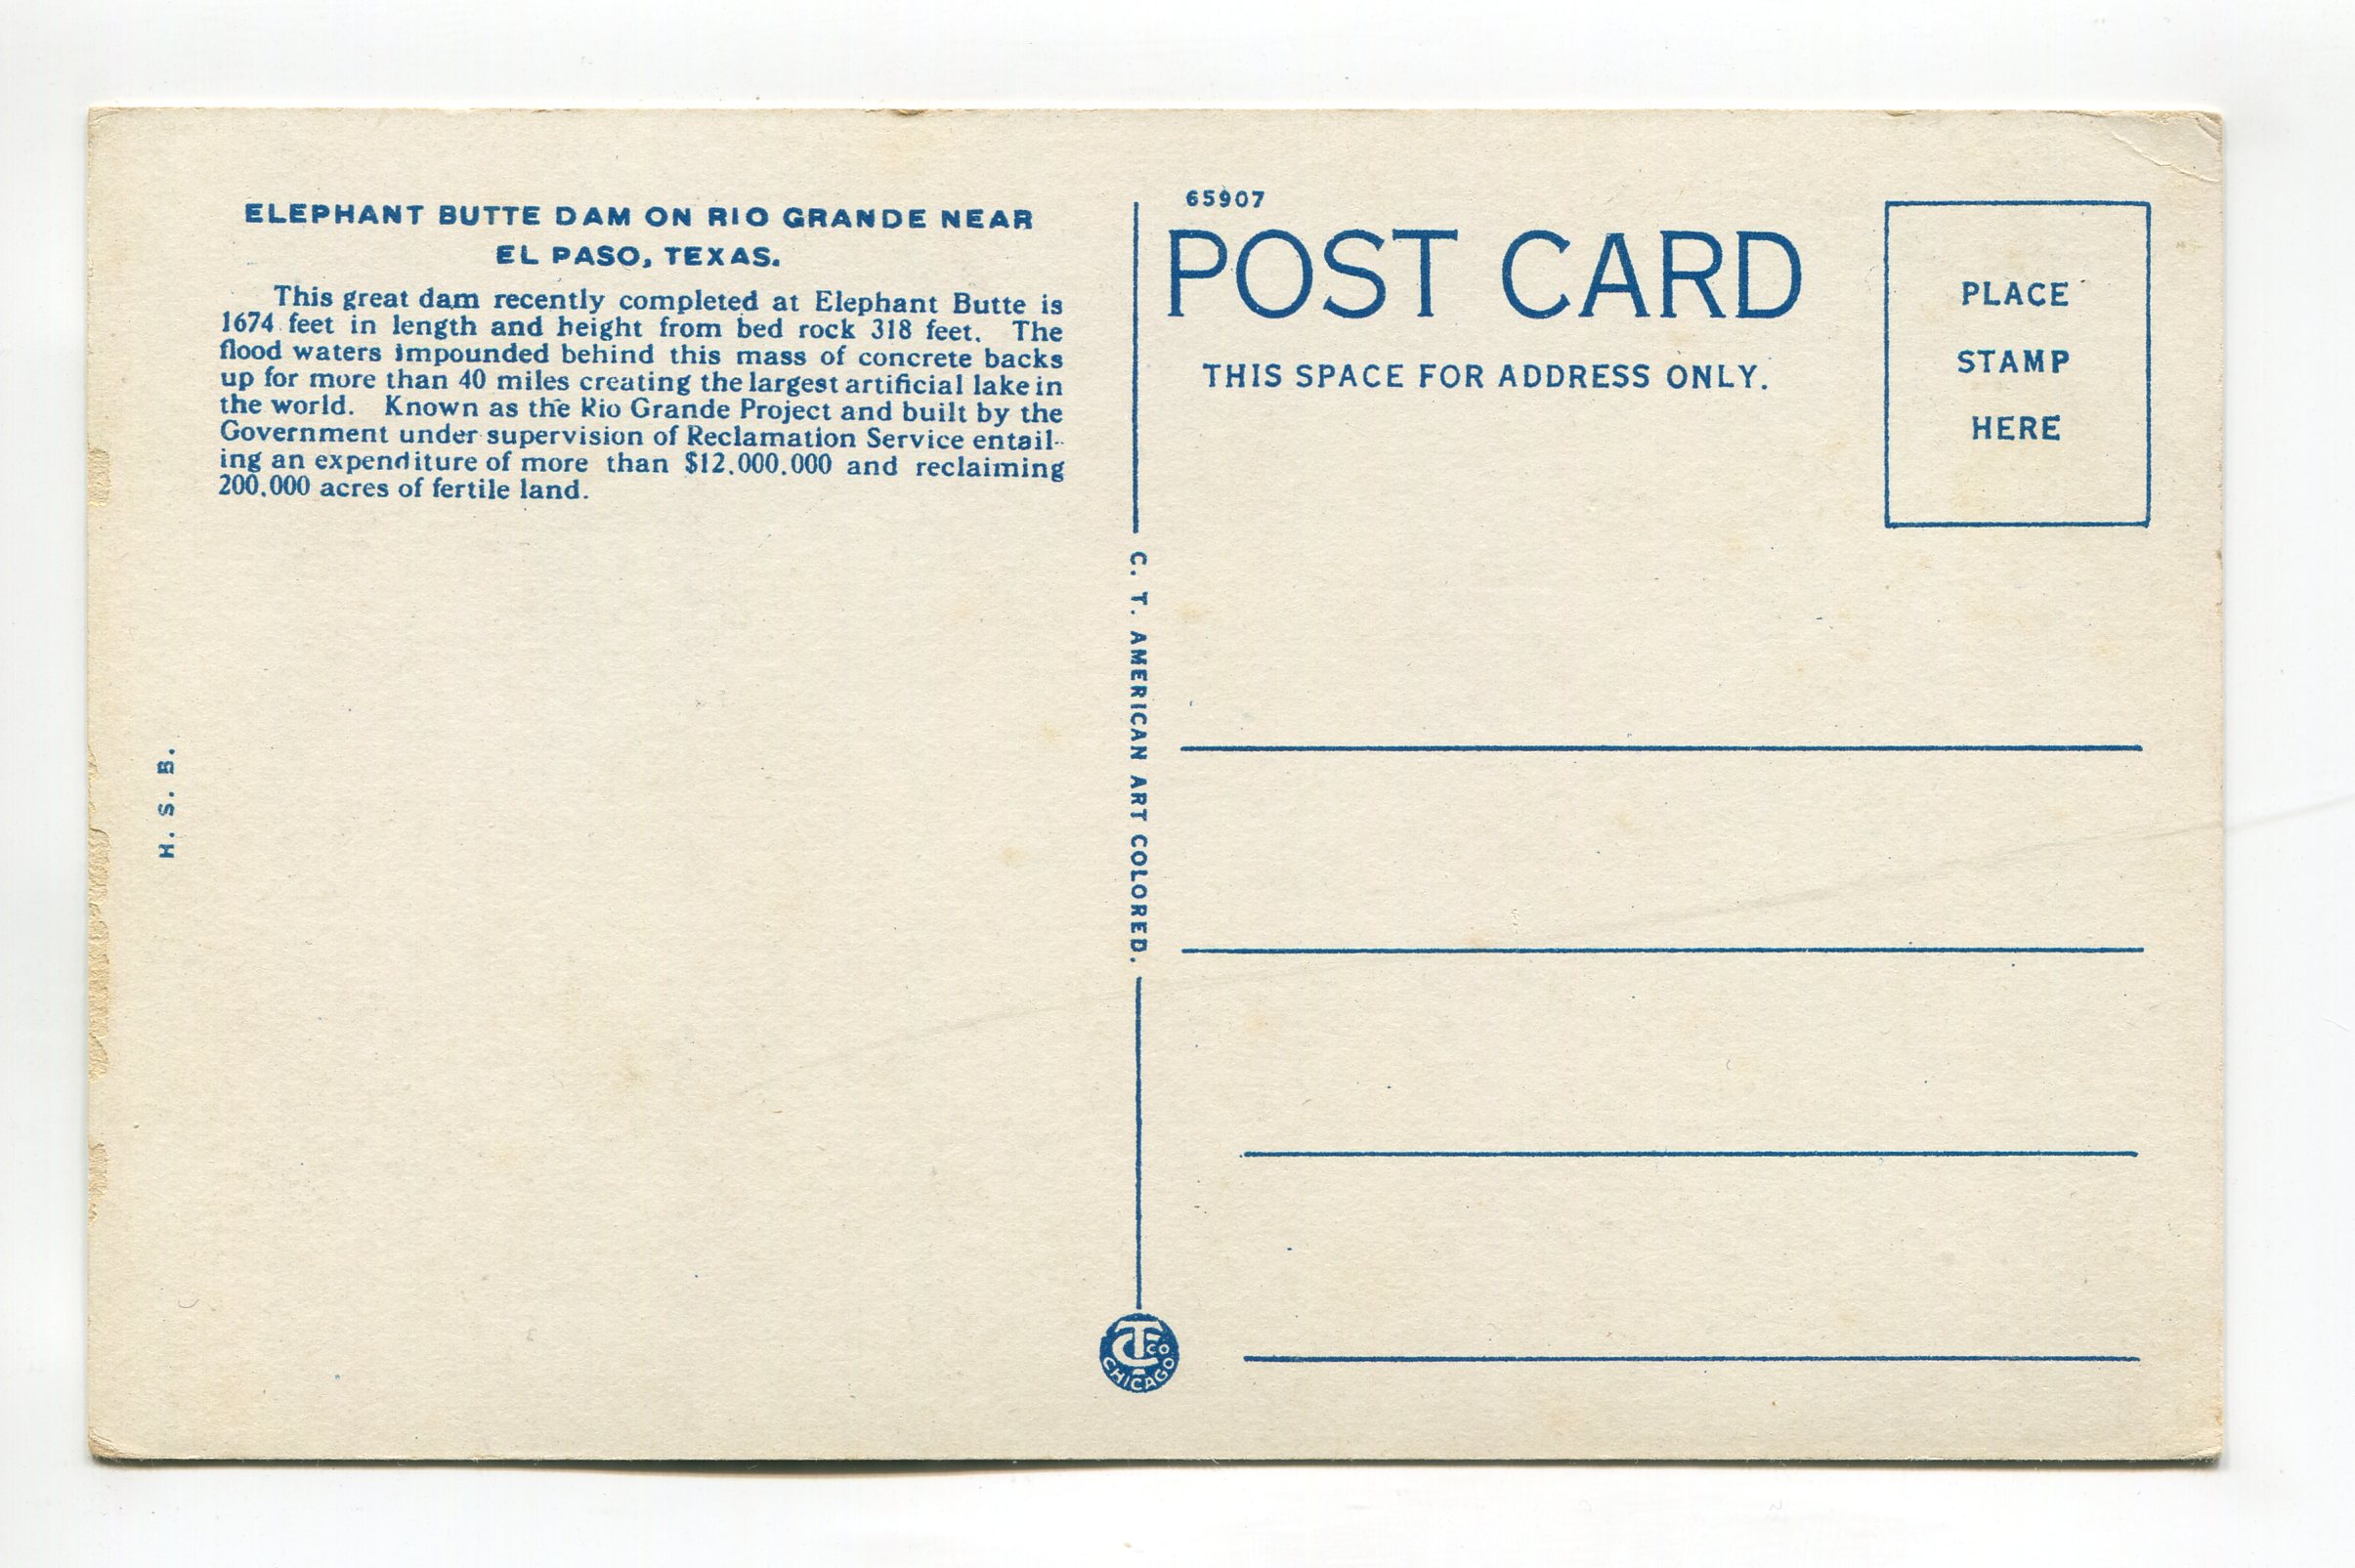 ELEPHANT BUTTE DAM ON RIO GRANDE NEAR
EL PASO, TEXAS.
This great dam recently completed at Elephant Butte is
1674 feet in length and height from bed rock 318 feet. The
flood waters impounded behind this mass of concrete backs
up for more than 40 miles creating the largest artificial lake in
the world. Known as the Rio Grande Project and built by the
Government under supervision of Reclamation Service entail-
ing an expenditure of more than $12.000.000 and reclaiming
200.000 acres of fertile land.
H. S. B.
C. T. AMERICAN ART COLORED.
CT CO
CHICAGO
65907
POST CARD
THIS SPACE FOR ADDRESS ONLY.
PLACE
STAMP
HERE